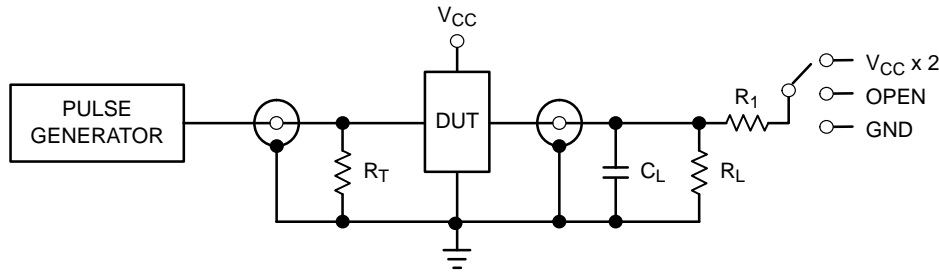 V_CC
PULSE
GENERATOR
DUT
R_T
C_L
R_L
R_1
V_CC x 2
OPEN
GND